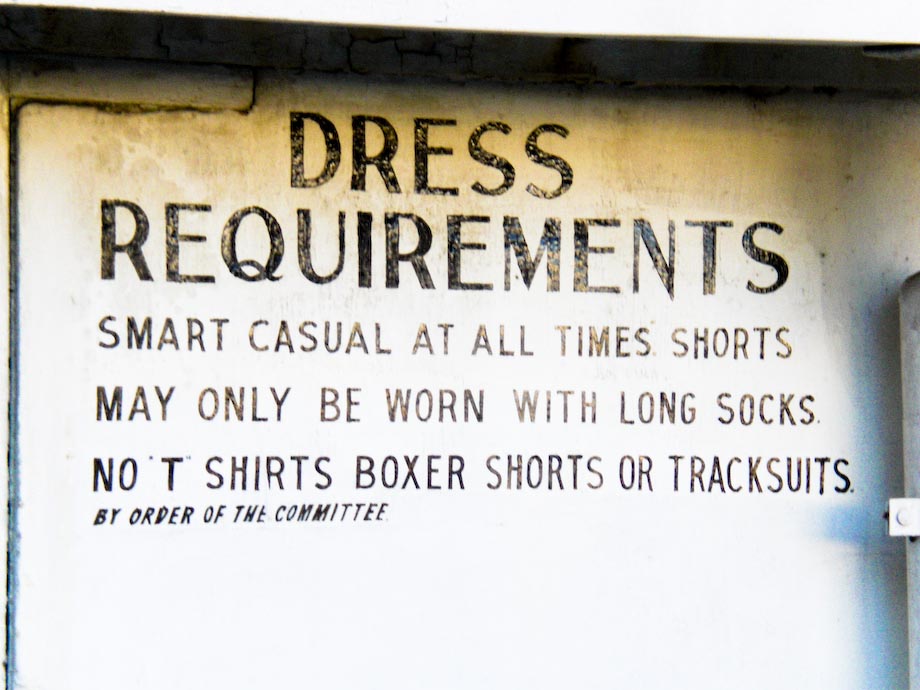 DRESS
REQUIREMENTS
SMART CASUAL AT ALL TIMES. SHORTS
MAY ONLY BE WORN WITH LONG SOCKS.
NO "T" SHIRTS BOXER SHORTS OR TRACKSUITS.
BY ORDER OF THE COMMITTEE.